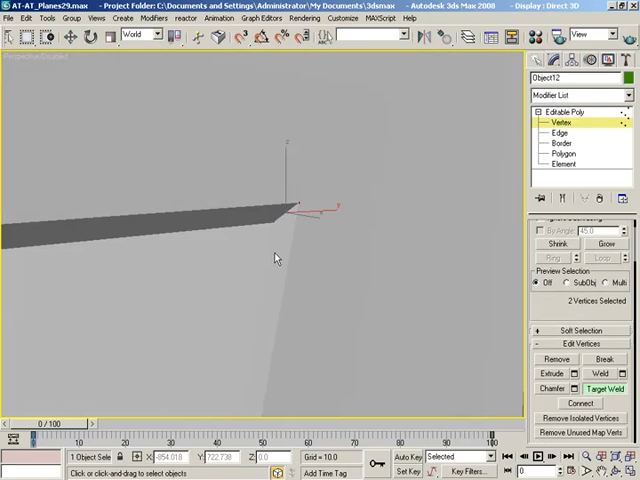 AT-AT_Planes29.max - Project Folder: C:\Documents and Settings\Administrator\My Documents\3dsmax - Autodesk 3ds Max 2008 - Display : Direct 3D
File Edit Tools Group Views Create Modifiers reactor Animation Graph Editors Rendering Customize MAXScript Help
World View
Object12
Modifier List
Editable Poly
Vertex
Edge
Border
Polygon
Element
By Angle: 45.0
Shrink Grow
Ring Loop
Preview Selection
Off SubObj Multi
2 Vertices Selected
+ Soft Selection
- Edit Vertices
Remove Break
Extrude Weld
Chamfer Target Weld
Connect
Remove Isolated Vertices
Remove Unused Map Verts
z
y
x
0 / 100
0 10 20 30 40 50 60 70 80 90 100
1 Object Sele X: -854.018 Y: 722.738 Z: 0.0 Grid = 10.0 Auto Key Selected
Click or click-and-drag to select objects Add Time Tag Set Key Key Filters... 0